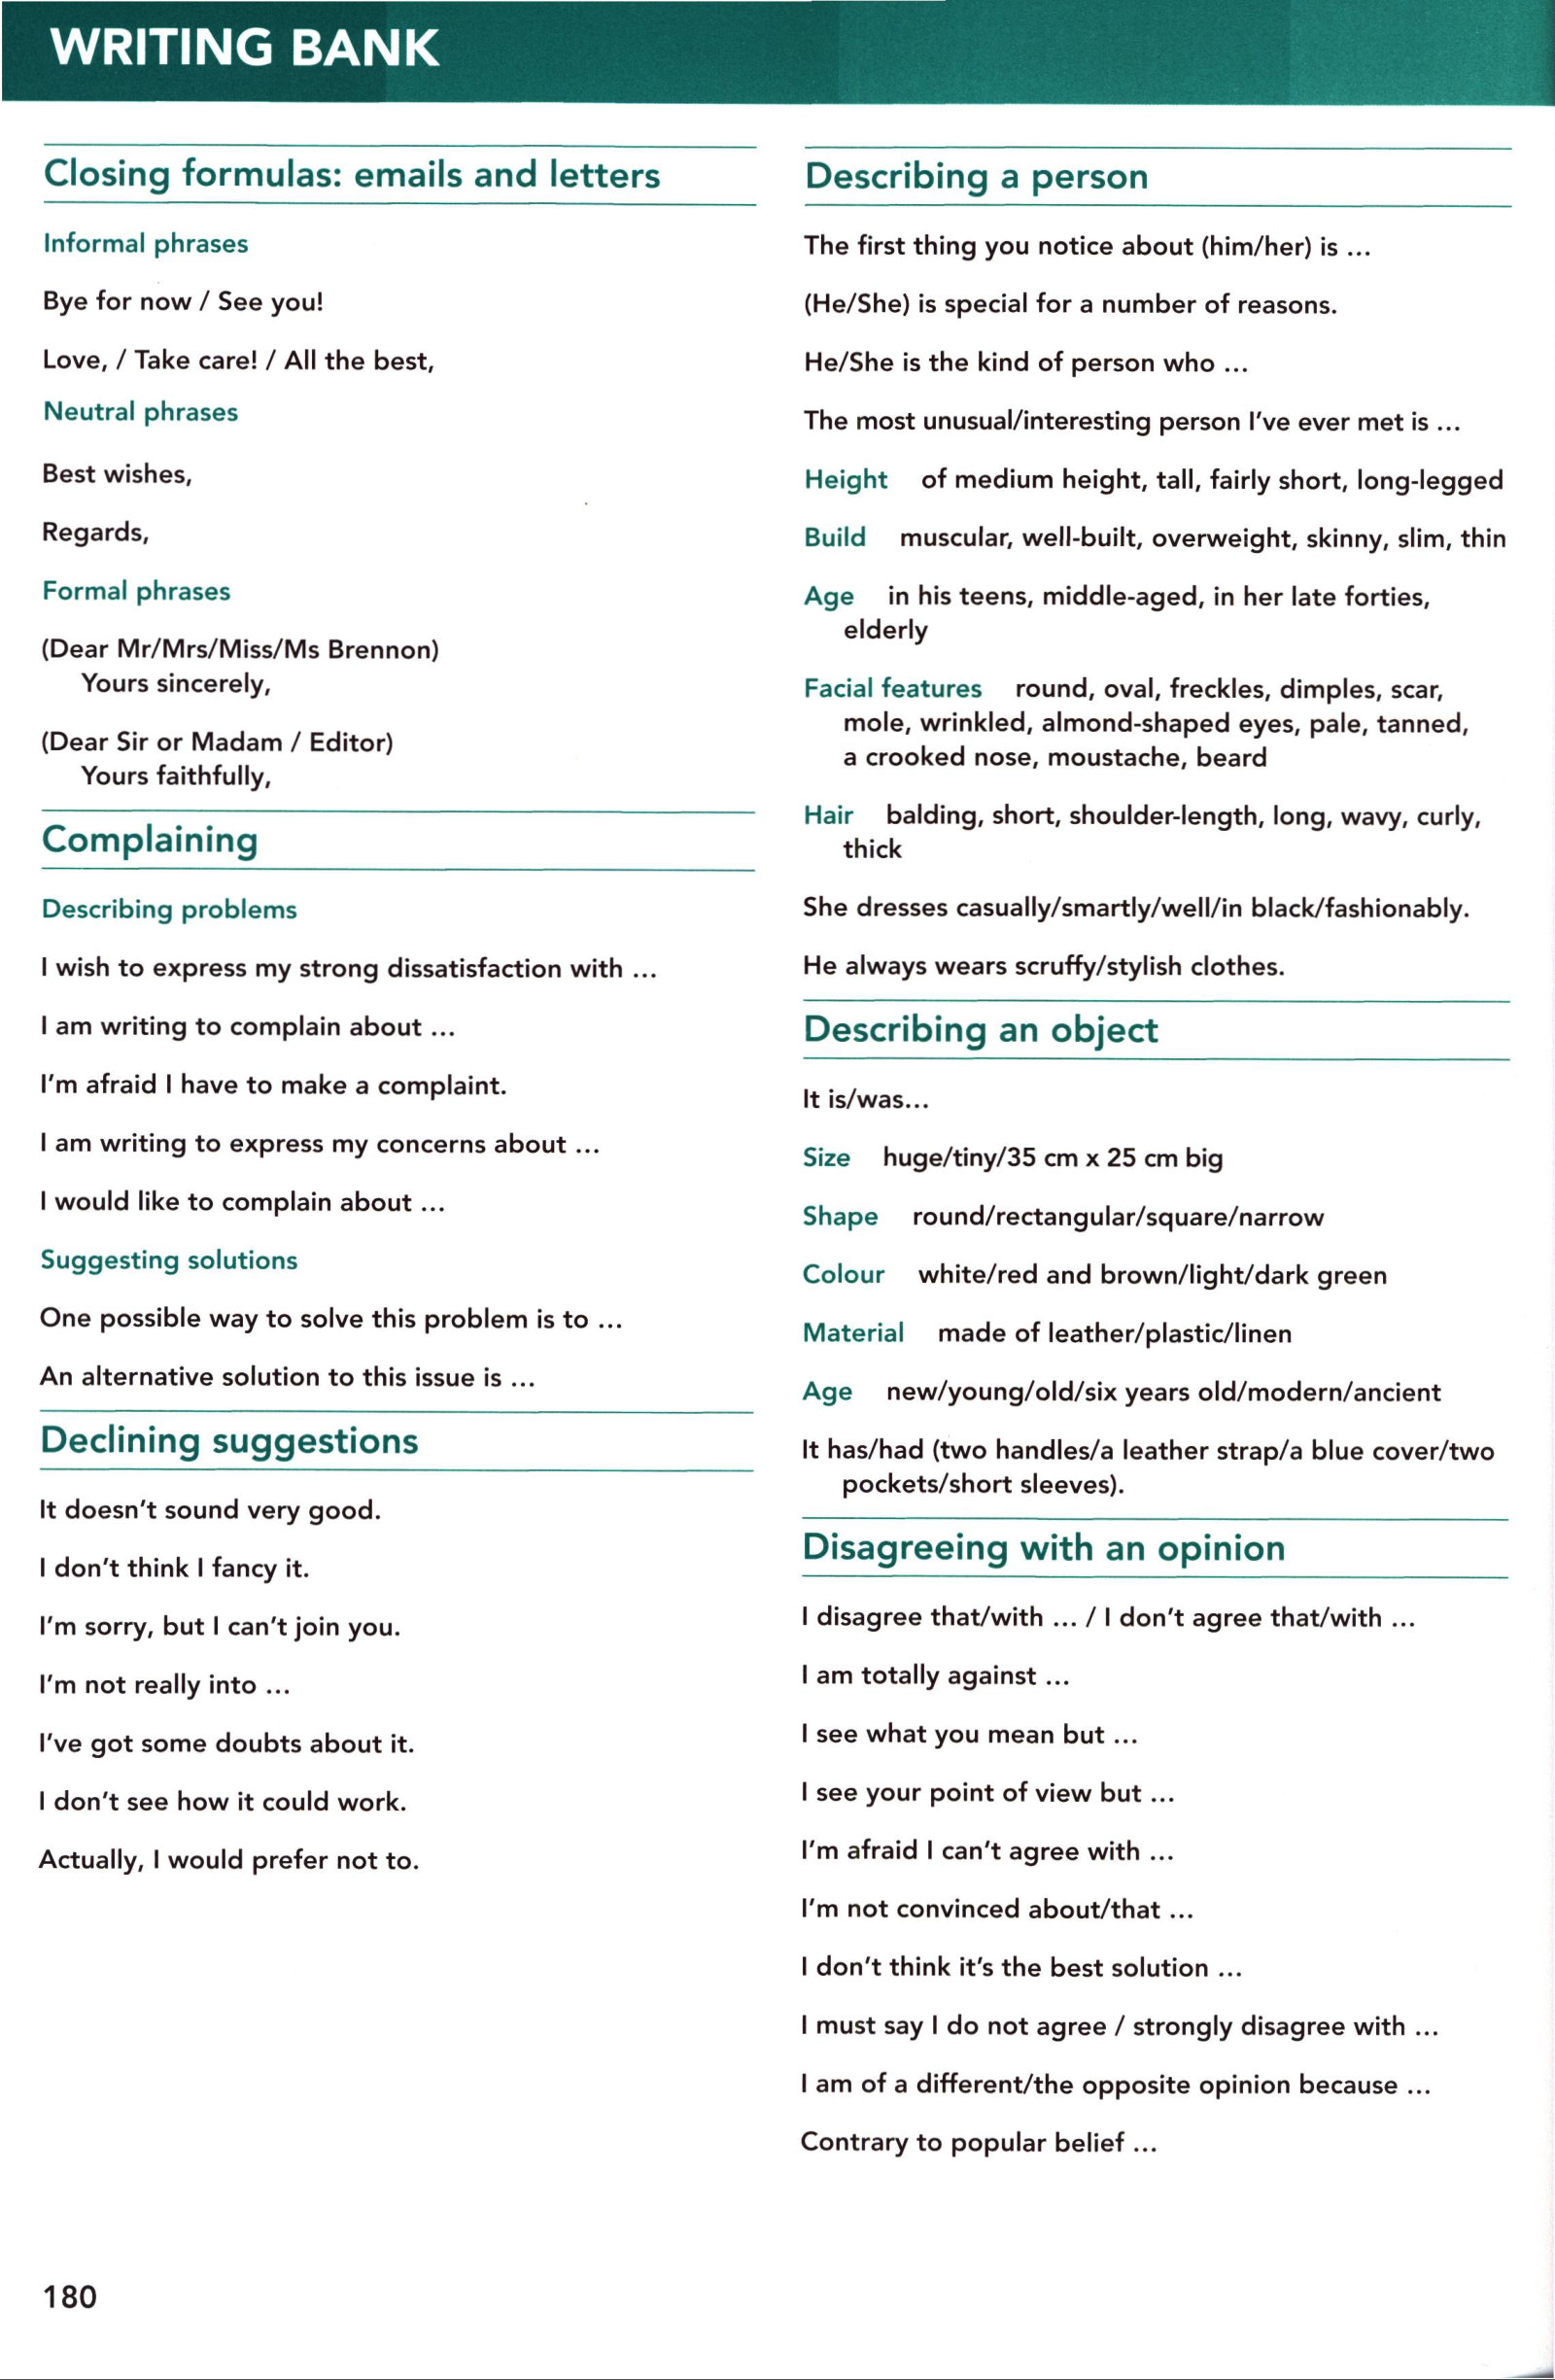 WRITING BANK
Closing formulas: emails and letters
Informal phrases
Bye for now / See you!
Love, / Take care! / All the best,
Neutral phrases
Best wishes,
Regards,
Formal phrases
(Dear Mr/Mrs/Miss/Ms Brennon)
Yours sincerely,
(Dear Sir or Madam / Editor)
Yours faithfully,
Complaining
Describing problems
I wish to express my strong dissatisfaction with ...
I am writing to complain about ...
I'm afraid I have to make a complaint.
I am writing to express my concerns about ...
I would like to complain about ...
Suggesting solutions
One possible way to solve this problem is to ...
An alternative solution to this issue is ...
Declining suggestions
It doesn't sound very good.
I don't think I fancy it.
I'm sorry, but I can't join you.
I'm not really into ...
I've got some doubts about it.
I don't see how it could work.
Actually, I would prefer not to.
Describing a person
The first thing you notice about (him/her) is ...
(He/She) is special for a number of reasons.
He/She is the kind of person who ...
The most unusual/interesting person I've ever met is ...
Height of medium height, tall, fairly short, long-legged
Build muscular, well-built, overweight, skinny, slim, thin
Age in his teens, middle-aged, in her late forties,
elderly
Facial features round, oval, freckles, dimples, scar,
mole, wrinkled, almond-shaped eyes, pale, tanned,
a crooked nose, moustache, beard
Hair balding, short, shoulder-length, long, wavy, curly,
thick
She dresses casually/smartly/well/in black/fashionably.
He always wears scruffy/stylish clothes.
Describing an object
It is/was...
Size huge/tiny/35 cm x 25 cm big
Shape round/rectangular/square/narrow
Colour white/red and brown/light/dark green
Material made of leather/plastic/linen
Age new/young/old/six years old/modern/ancient
It has/had (two handles/a leather strap/a blue cover/two
pockets/short sleeves).
Disagreeing with an opinion
I disagree that/with ... / I don't agree that/with ...
I am totally against ...
I see what you mean but ...
I see your point of view but ...
I'm afraid I can't agree with ...
I'm not convinced about/that ...
I don't think it's the best solution ...
I must say I do not agree / strongly disagree with ...
I am of a different/the opposite opinion because ...
Contrary to popular belief ...
180